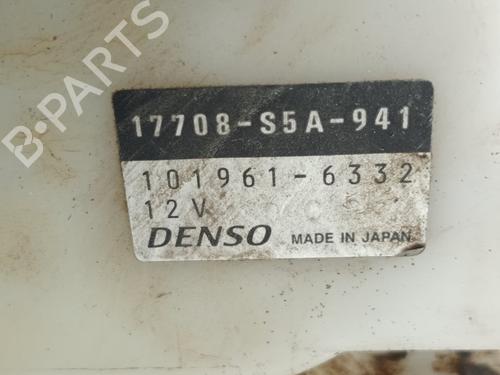 17708-S5A-941
101961-6332
12V
DENSO MADE IN JAPAN
B-PARTS